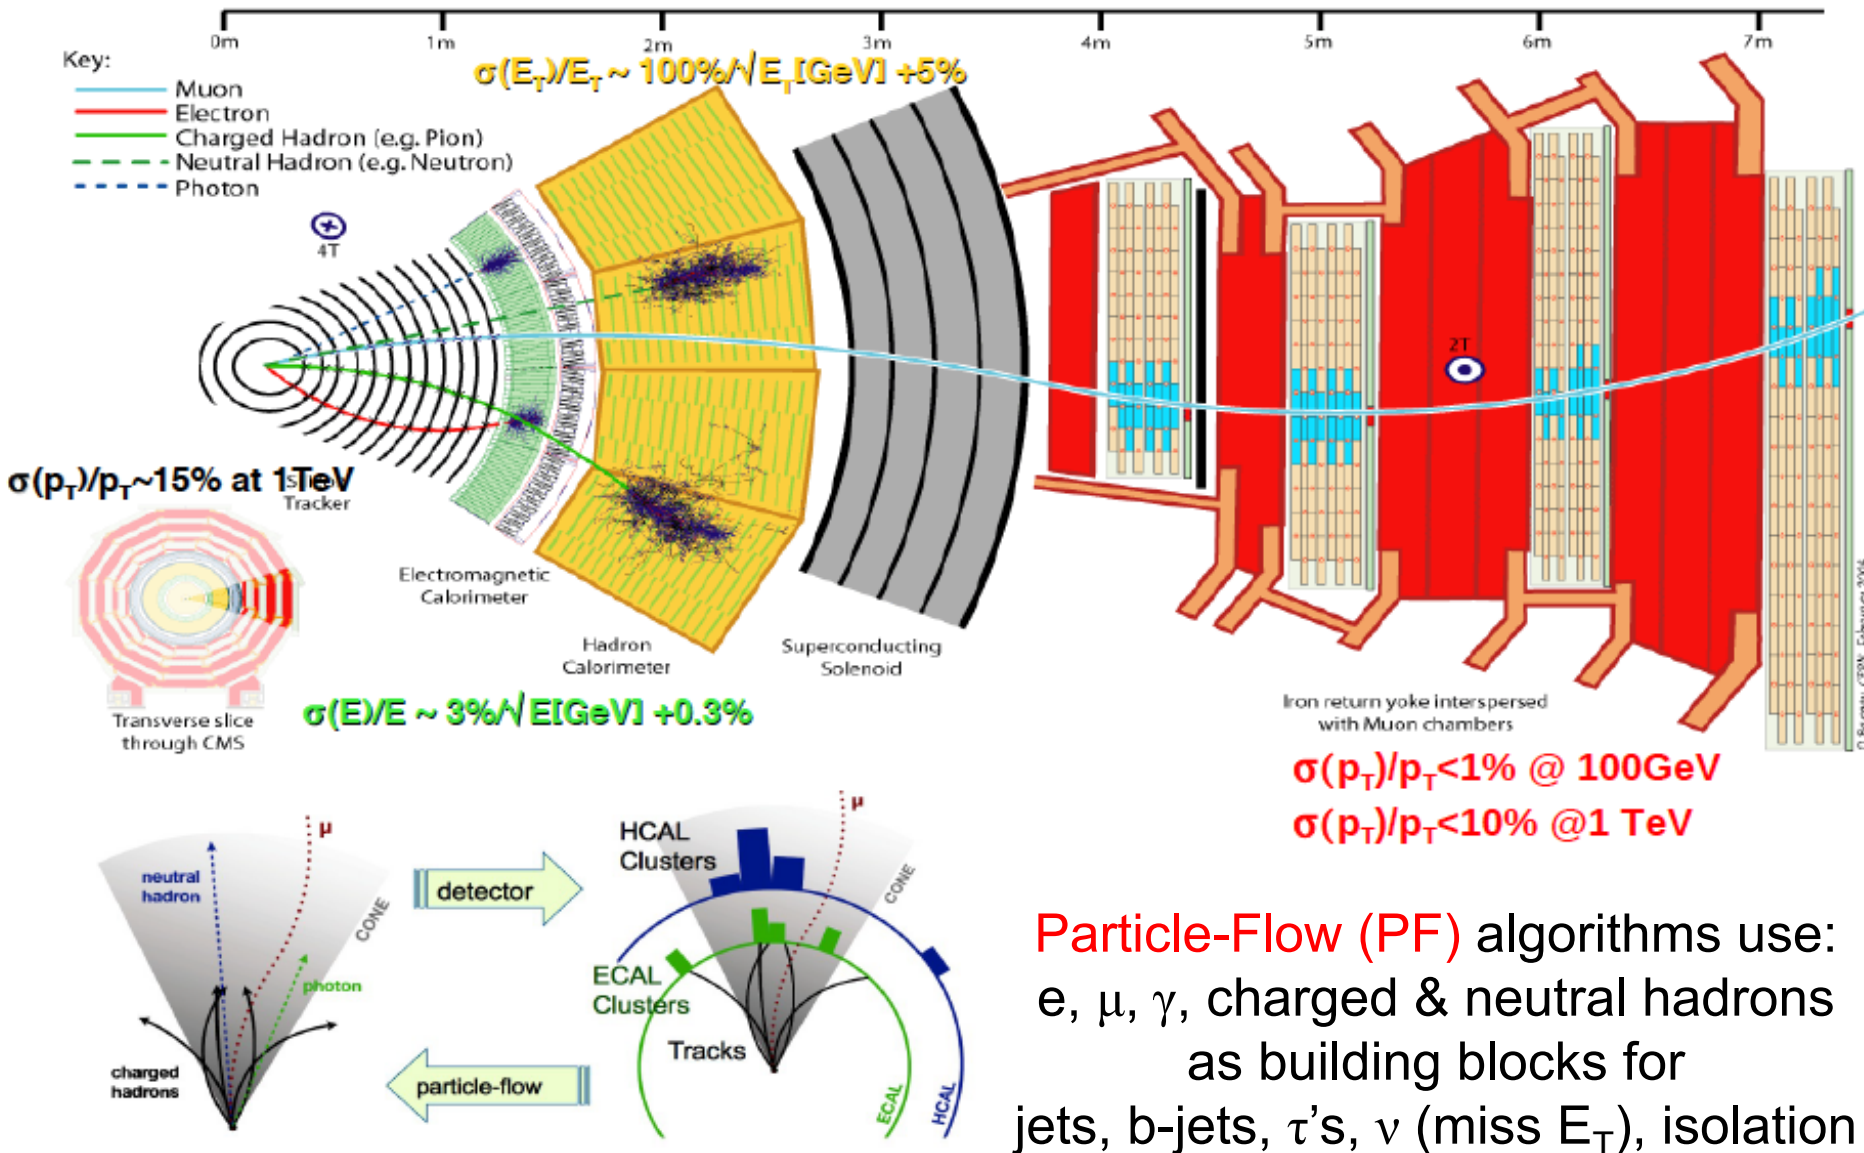 0m 1m 2m 3m 4m 5m 6m 7m
Key:
Muon
Electron
Charged Hadron (e.g. Pion)
Neutral Hadron (e.g. Neutron)
Photon
σ(E_T)/E_T ~ 100%/√E_T[GeV] +5%
4T
2T
σ(p_T)/p_T~15% at 1TeV
Tracker
Electromagnetic
Calorimeter
Hadron
Calorimeter
Superconducting
Solenoid
Iron return yoke interspersed
with Muon chambers
Transverse slice
through CMS
σ(E)/E ~ 3%/√E[GeV] +0.3%
σ(p_T)/p_T<1% @ 100GeV
σ(p_T)/p_T<10% @1 TeV
μ
neutral
hadron
CONE
photon
charged
hadrons
detector
particle-flow
HCAL
Clusters
μ
CONE
ECAL
Clusters
Tracks
ECAL
HCAL
Particle-Flow (PF) algorithms use:
e, μ, γ, charged & neutral hadrons
as building blocks for
jets, b-jets, τ's, ν (miss E_T), isolation